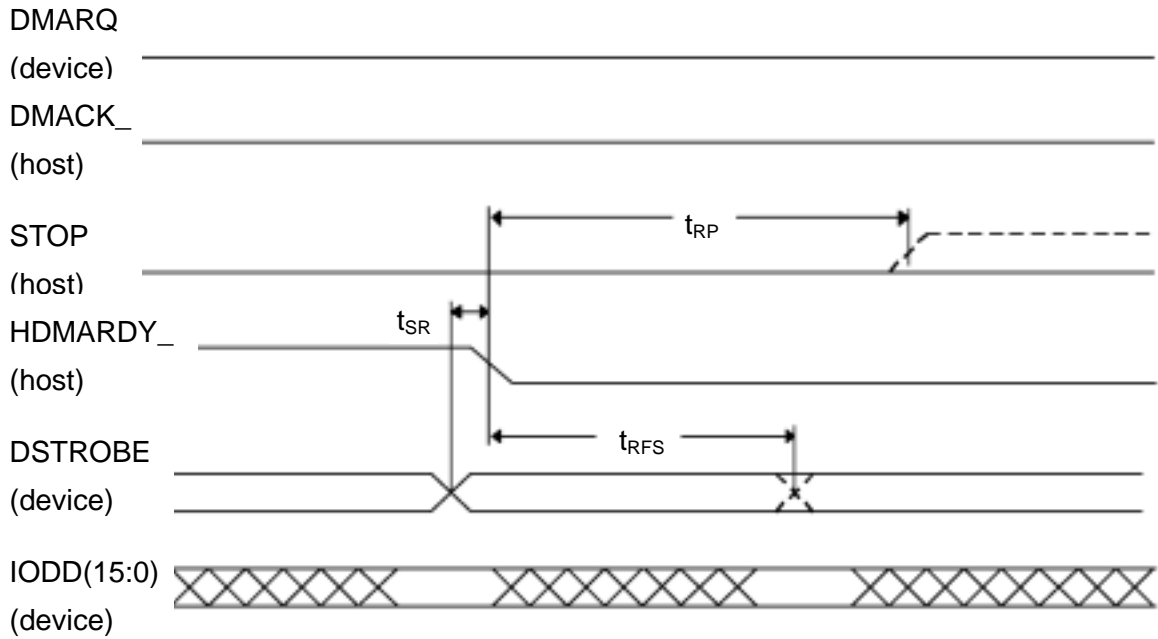 DMARQ
(device)
DMACK_
(host)
STOP
(host)
tRP
HDMARDY_
(host)
tSR
DSTROBE
(device)
tRFS
IODD(15:0)
(device)